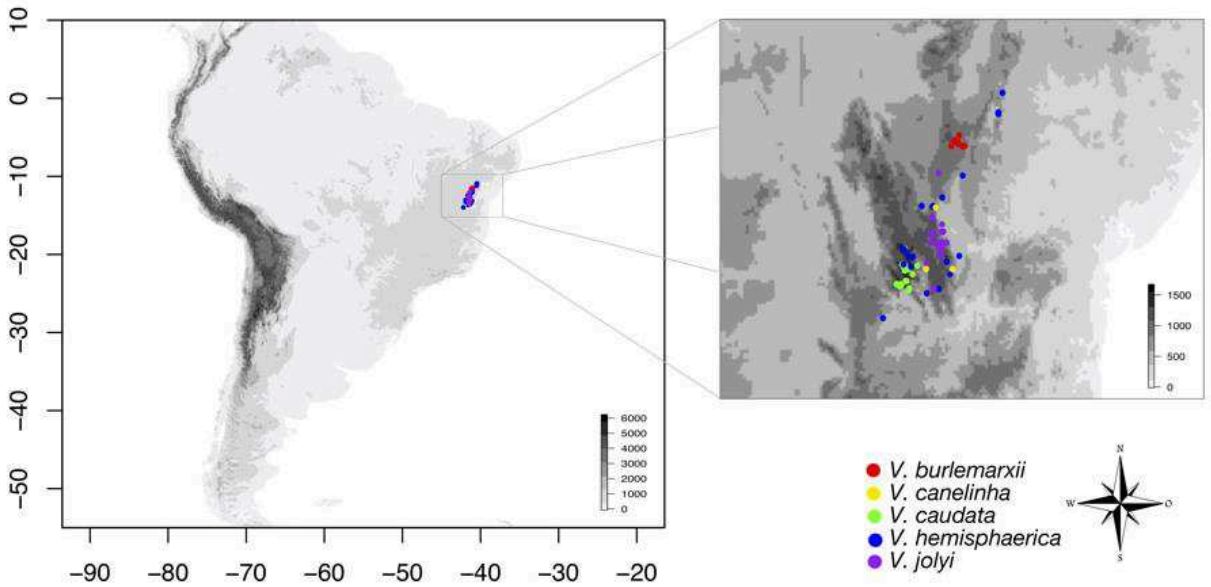 10
0
−10
−20
−30
−40
−50
−90 −80 −70 −60 −50 −40 −30 −20
6000
5000
4000
3000
2000
1000
0
1500
1000
500
0
V. burlemarxii
V. canelinha
V. caudata
V. hemisphaerica
V. jolyi
N
W O
S